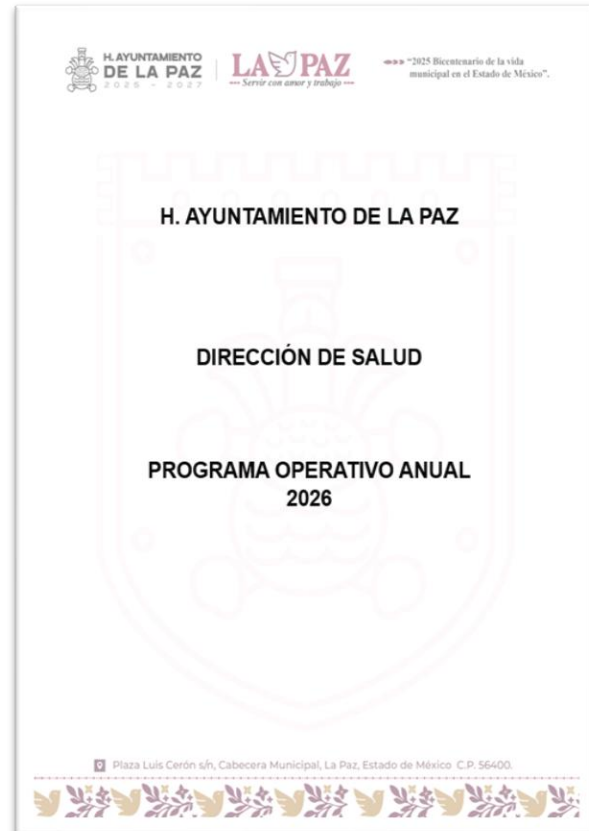 H. AYUNTAMIENTO
DE LA PAZ
2025 - 2027
LA PAZ
Servir con amor y trabajo
"2025 Bicentenario de la vida
municipal en el Estado de México".
H. AYUNTAMIENTO DE LA PAZ
DIRECCIÓN DE SALUD
PROGRAMA OPERATIVO ANUAL
2026
Plaza Luis Cerón s/n, Cabecera Municipal, La Paz, Estado de México C.P. 56400.